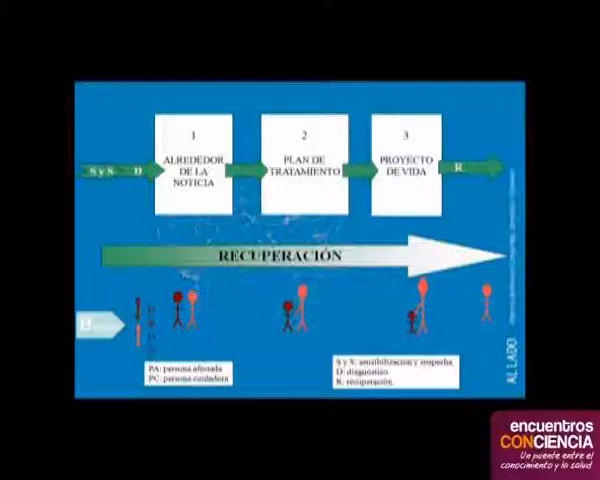 1
ALREDEDOR
DE LA
NOTICIA
2
PLAN DE
TRATAMIENTO
3
PROYECTO
DE VIDA
S y S D
R
RECUPERACIÓN
PA: persona afectada
PC: persona cuidadora
S y S: sensibilización y sospecha
D: diagnóstico
R: recuperación
AL LADO
encuentros
CONCIENCIA
Un puente entre el
conocimiento y la salud